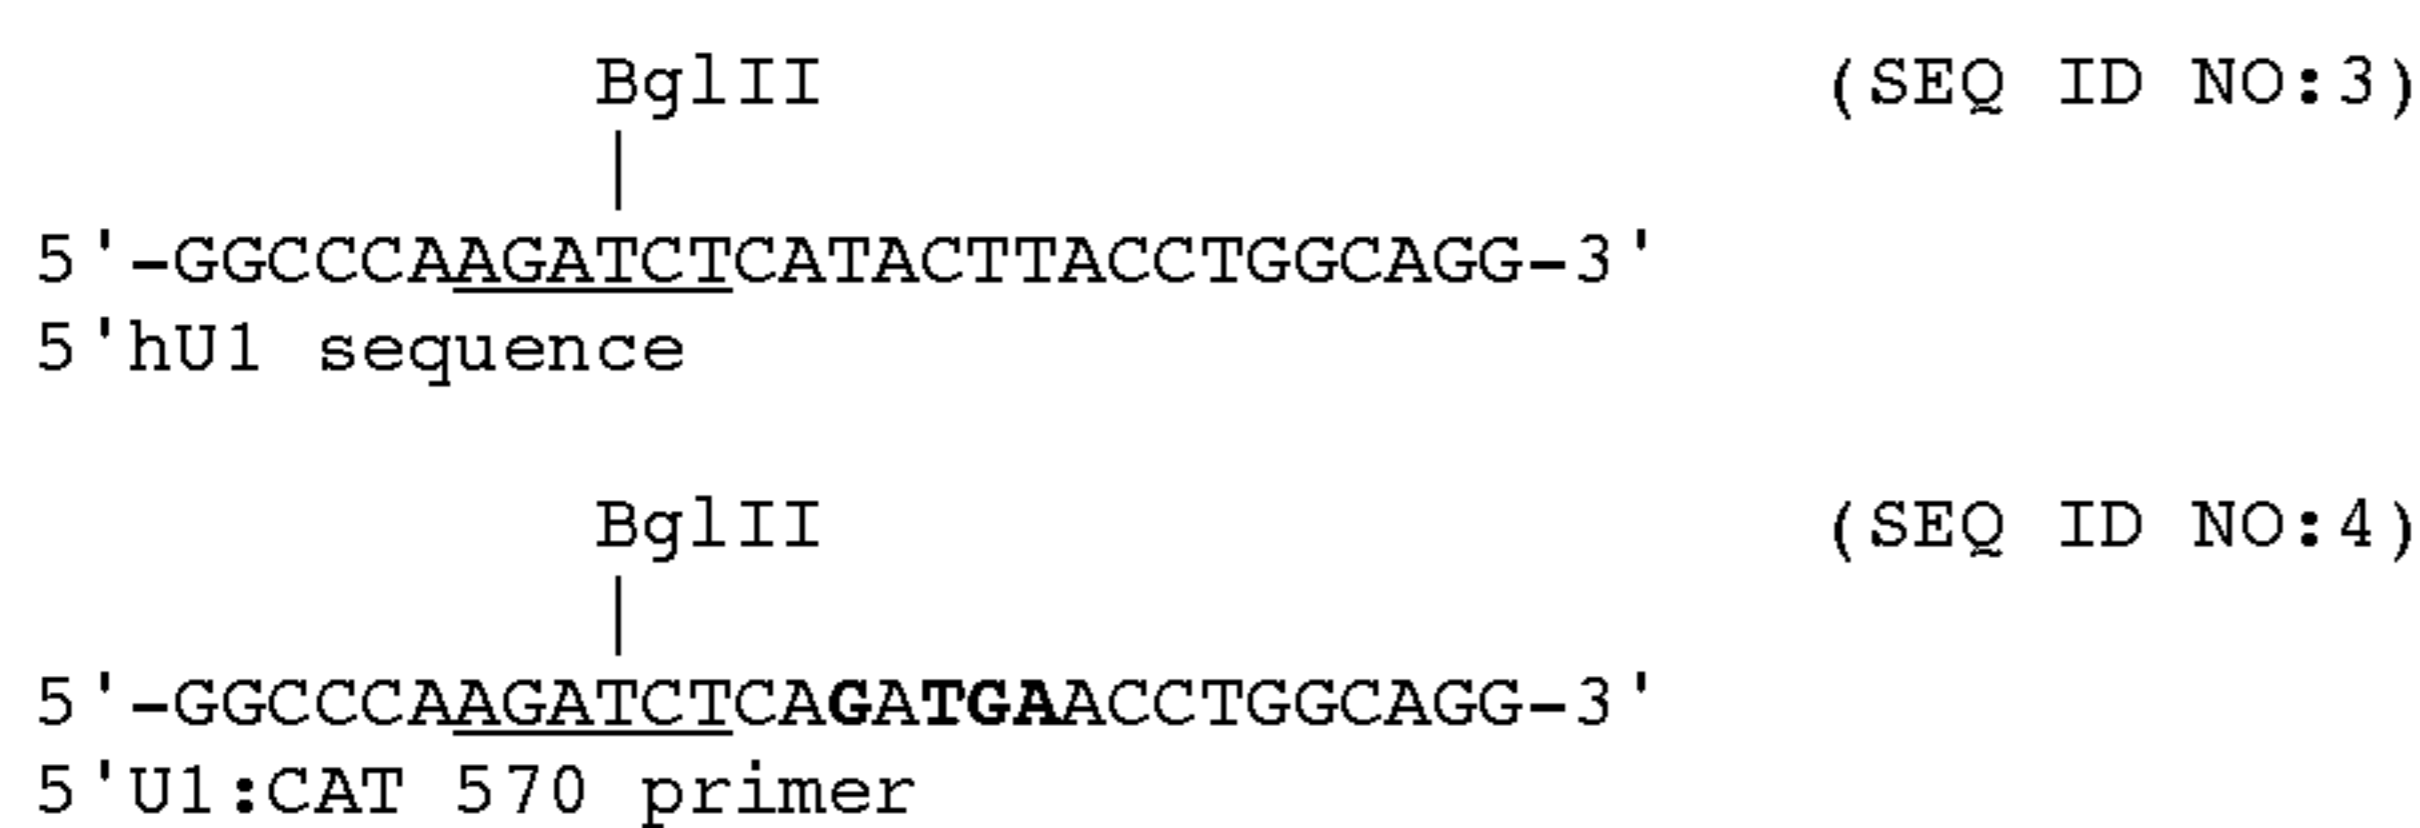 BglII (SEQ ID NO:3)
|
5'-GGCCCAAGATCTCATACTTACCTGGCAGG-3'
5'hU1 sequence
BglII (SEQ ID NO:4)
|
5'-GGCCCAAGATCTCAGATGAACCTGGCAGG-3'
5'U1:CAT 570 primer